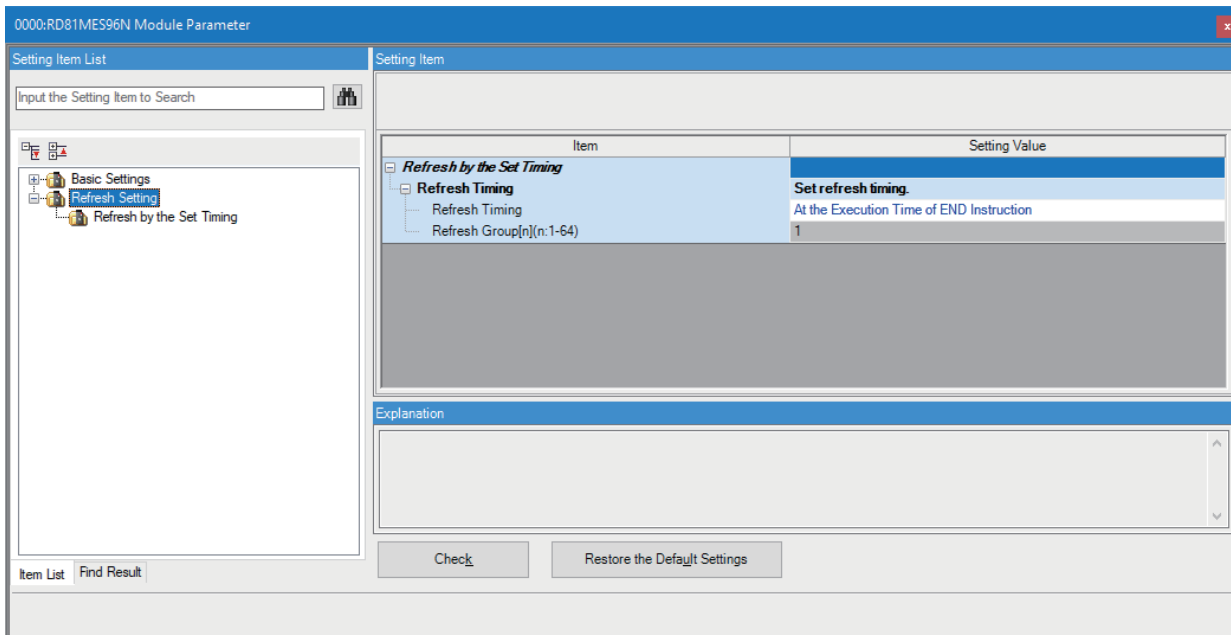 0000:RD81MES96N Module Parameter
x
Setting Item List
Input the Setting Item to Search
Basic Settings
Refresh Setting
Refresh by the Set Timing
Item List
Find Result
Setting Item
Item Setting Value
Refresh by the Set Timing
Refresh Timing Set refresh timing.
Refresh Timing At the Execution Time of END Instruction
Refresh Group[n](n:1-64) 1
Explanation
Check
Restore the Default Settings